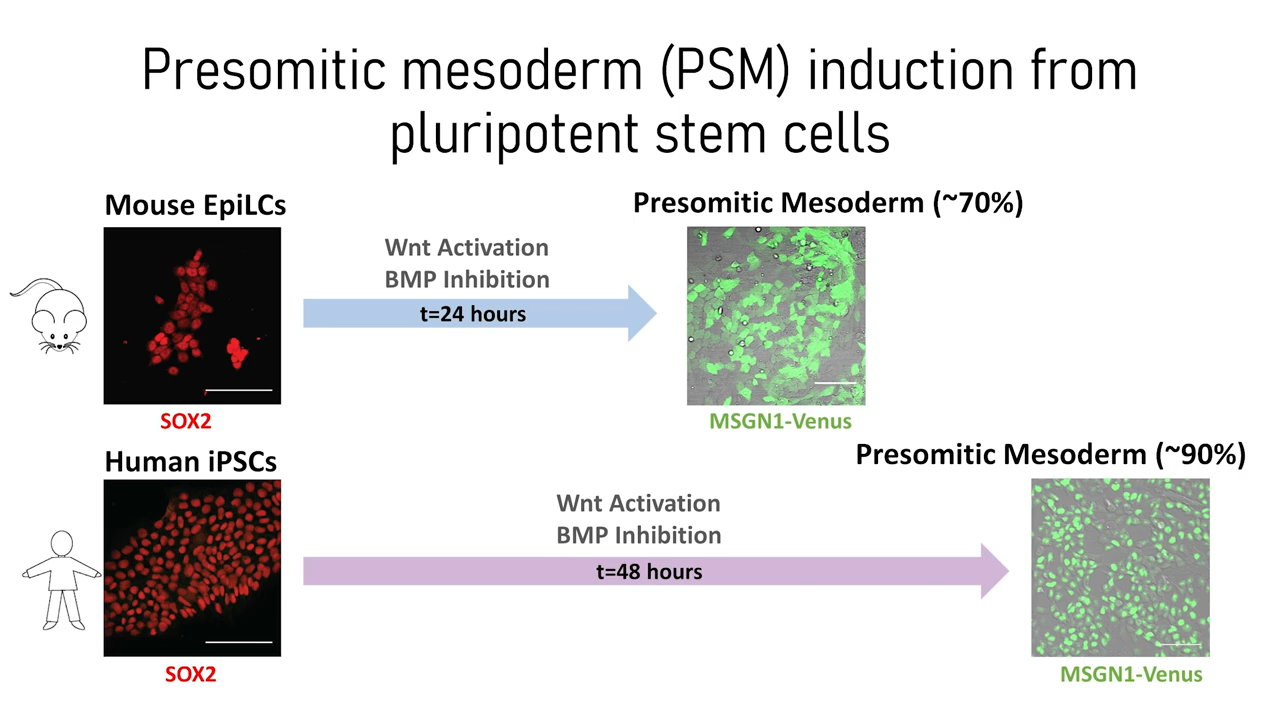 Presomitic mesoderm (PSM) induction from
pluripotent stem cells
Mouse EpiLCs
Presomitic Mesoderm (~70%)
Wnt Activation
BMP Inhibition
t=24 hours
SOX2
MSGN1-Venus
Human iPSCs
Presomitic Mesoderm (~90%)
Wnt Activation
BMP Inhibition
t=48 hours
SOX2
MSGN1-Venus